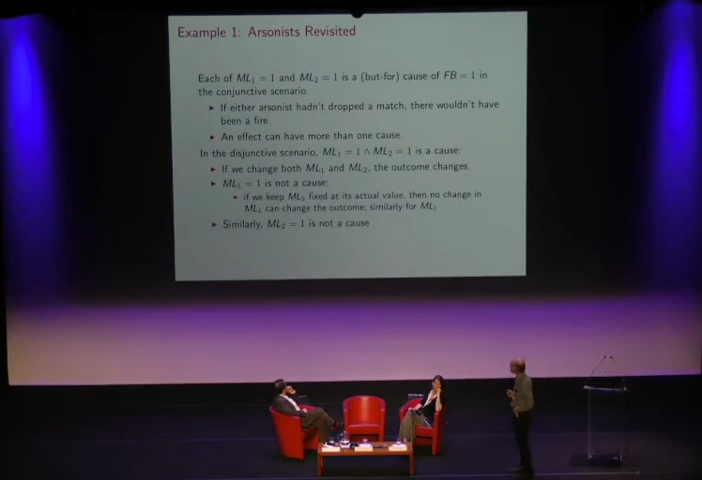 Example 1: Arsonists Revisited
Each of ML₁ = 1 and ML₂ = 1 is a (but-for) cause of FB = 1 in
the conjunctive scenario:
▸ If either arsonist hadn't dropped a match, there wouldn't have
been a fire.
▸ An effect can have more than one cause.
In the disjunctive scenario, ML₁ = 1 ∧ ML₂ = 1 is a cause:
▸ If we change both ML₁ and ML₂, the outcome changes.
▸ ML₁ = 1 is not a cause:
▸ if we keep ML₂ fixed at its actual value, then no change in
ML₁ can change the outcome; similarly for ML₁
▸ Similarly, ML₂ = 1 is not a cause